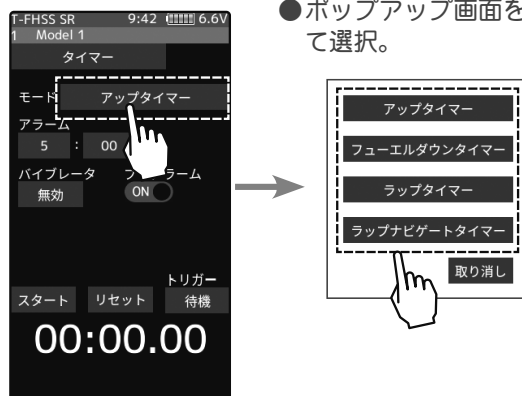 ●ポップアップ画面を
て選択。
T-FHSS SR 9:42 6.6V
1 Model 1
タイマー
モード アップタイマー
アラーム
5 : 00
バイブレータ
ラーム
無効 ON
トリガー
スタート リセット 待機
00:00.00
アップタイマー
フューエルダウンタイマー
ラップタイマー
ラップナビゲートタイマー
取り消し